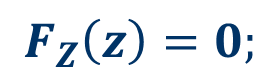 F_Z(z) = 0;